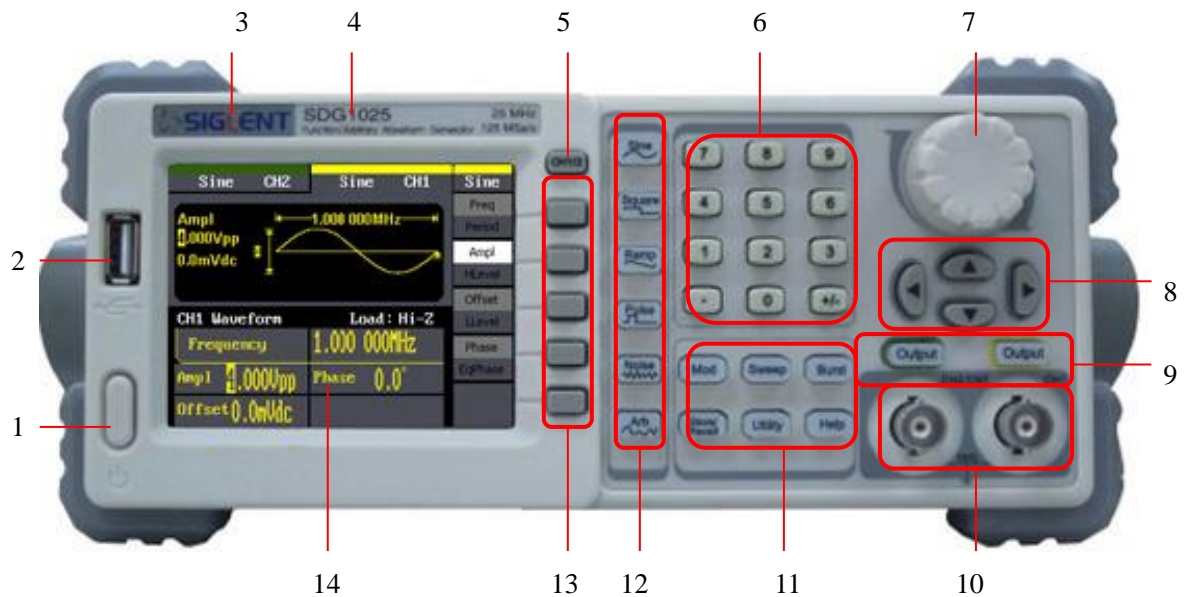 3 4 5 6 7
SIGLENT SDG1025 25 MHz
Function/Arbitrary Waveform Generator 125 MSa/s
CH1/2
Sine CH2 Sine CH1 Sine
Freq
Period
Ampl
HLevel
Offset
LLevel
Phase
EqPhase
Ampl 1.000 000MHz
4.000Vpp
0.0mVdc
CH1 Waveform Load: Hi-Z
Frequency 1.000 000MHz
Ampl 4.000Vpp Phase 0.0°
Offset 0.0mVdc
Sine
Square
Ramp
Pulse
Noise
Arb
7 8 9
4 5 6
1 2 3
. 0 +/-
Mod Sweep Burst
Store/Recall Utility Help
Output Output
2
1
8
9
14 13 12 11 10